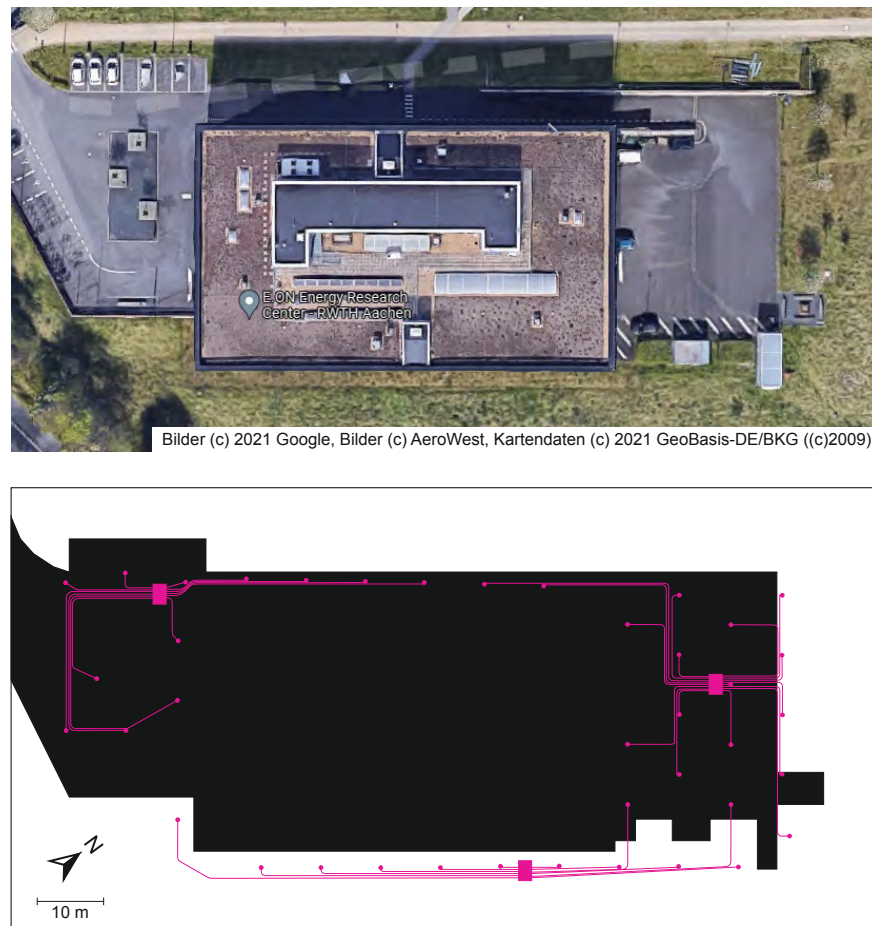 E.ON Energy Research
Center - RWTH Aachen
Bilder (c) 2021 Google, Bilder (c) AeroWest, Kartendaten (c) 2021 GeoBasis-DE/BKG ((c)2009)
N
10 m